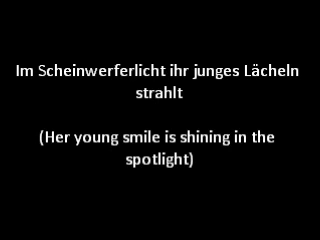 Im Scheinwerferlicht ihr junges Lächeln
strahlt
(Her young smile is shining in the
spotlight)